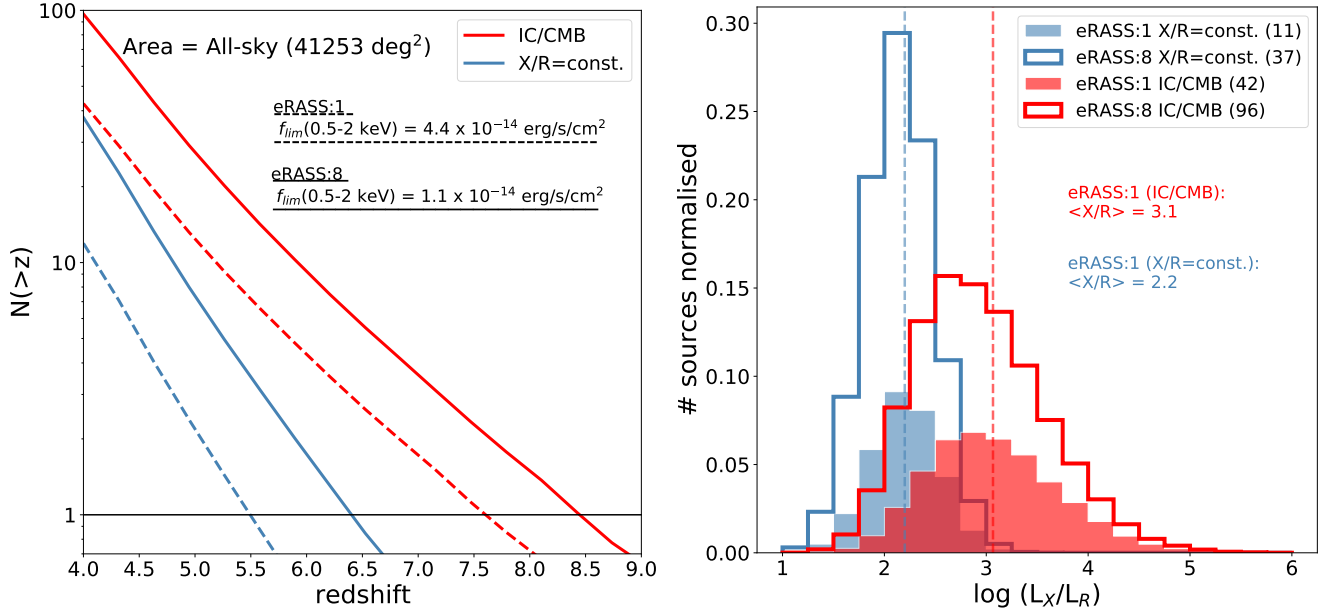 Area = All-sky (41253 deg²)
IC/CMB
X/R=const.
eRASS:1
f_lim(0.5-2 keV) = 4.4 x 10⁻¹⁴ erg/s/cm²
eRASS:8
f_lim(0.5-2 keV) = 1.1 x 10⁻¹⁴ erg/s/cm²
100
10
1
N(>z)
4.0 4.5 5.0 5.5 6.0 6.5 7.0 7.5 8.0 8.5 9.0
redshift
eRASS:1 X/R=const. (11)
eRASS:8 X/R=const. (37)
eRASS:1 IC/CMB (42)
eRASS:8 IC/CMB (96)
eRASS:1 (IC/CMB):
<X/R> = 3.1
eRASS:1 (X/R=const.):
<X/R> = 2.2
0.30
0.25
0.20
0.15
0.10
0.05
0.00
# sources normalised
1 2 3 4 5 6
log (L_X/L_R)